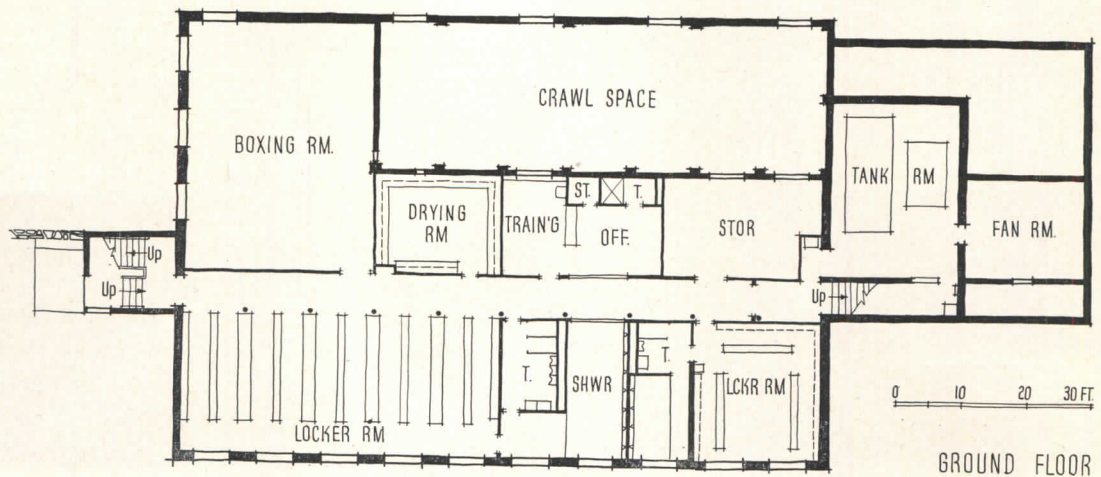 CRAWL SPACE
BOXING RM.
TANK RM
ST. T.
DRYING
RM
TRAIN'G OFF. STOR FAN RM.
Up
Up
Up
T. SHWR T. LCKR RM
LOCKER RM
0 10 20 30 FT.
GROUND FLOOR